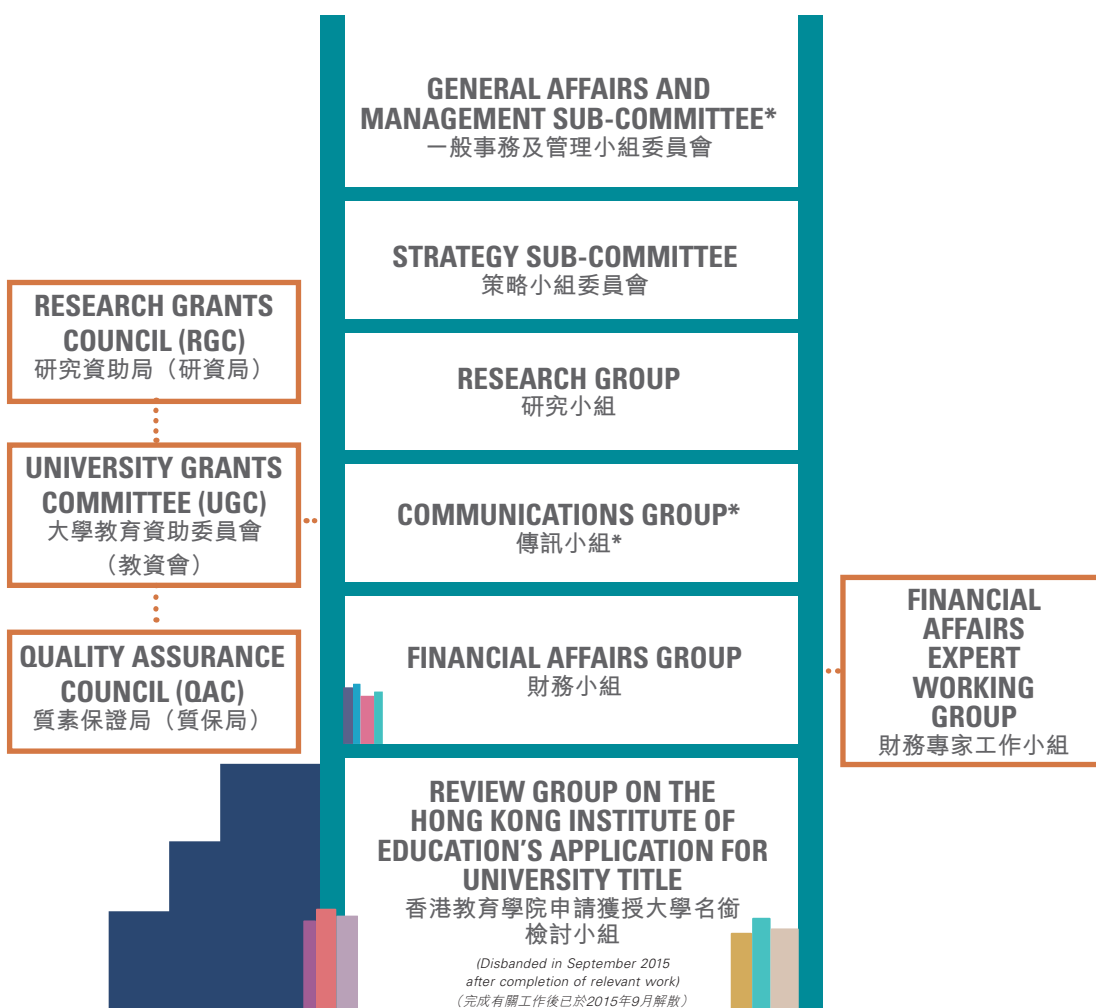 RESEARCH GRANTS
COUNCIL (RGC)
研究資助局（研資局）
UNIVERSITY GRANTS
COMMITTEE (UGC)
大學教育資助委員會
（教資會）
QUALITY ASSURANCE
COUNCIL (QAC)
質素保證局（質保局）
GENERAL AFFAIRS AND
MANAGEMENT SUB-COMMITTEE*
一般事務及管理小組委員會
STRATEGY SUB-COMMITTEE
策略小組委員會
RESEARCH GROUP
研究小組
COMMUNICATIONS GROUP*
傳訊小組*
FINANCIAL AFFAIRS GROUP
財務小組
REVIEW GROUP ON THE
HONG KONG INSTITUTE OF
EDUCATION’S APPLICATION FOR
UNIVERSITY TITLE
香港教育學院申請獲授大學名銜
檢討小組
(Disbanded in September 2015
after completion of relevant work)
（完成有關工作後已於2015年9月解散）
FINANCIAL
AFFAIRS
EXPERT
WORKING
GROUP
財務專家工作小組